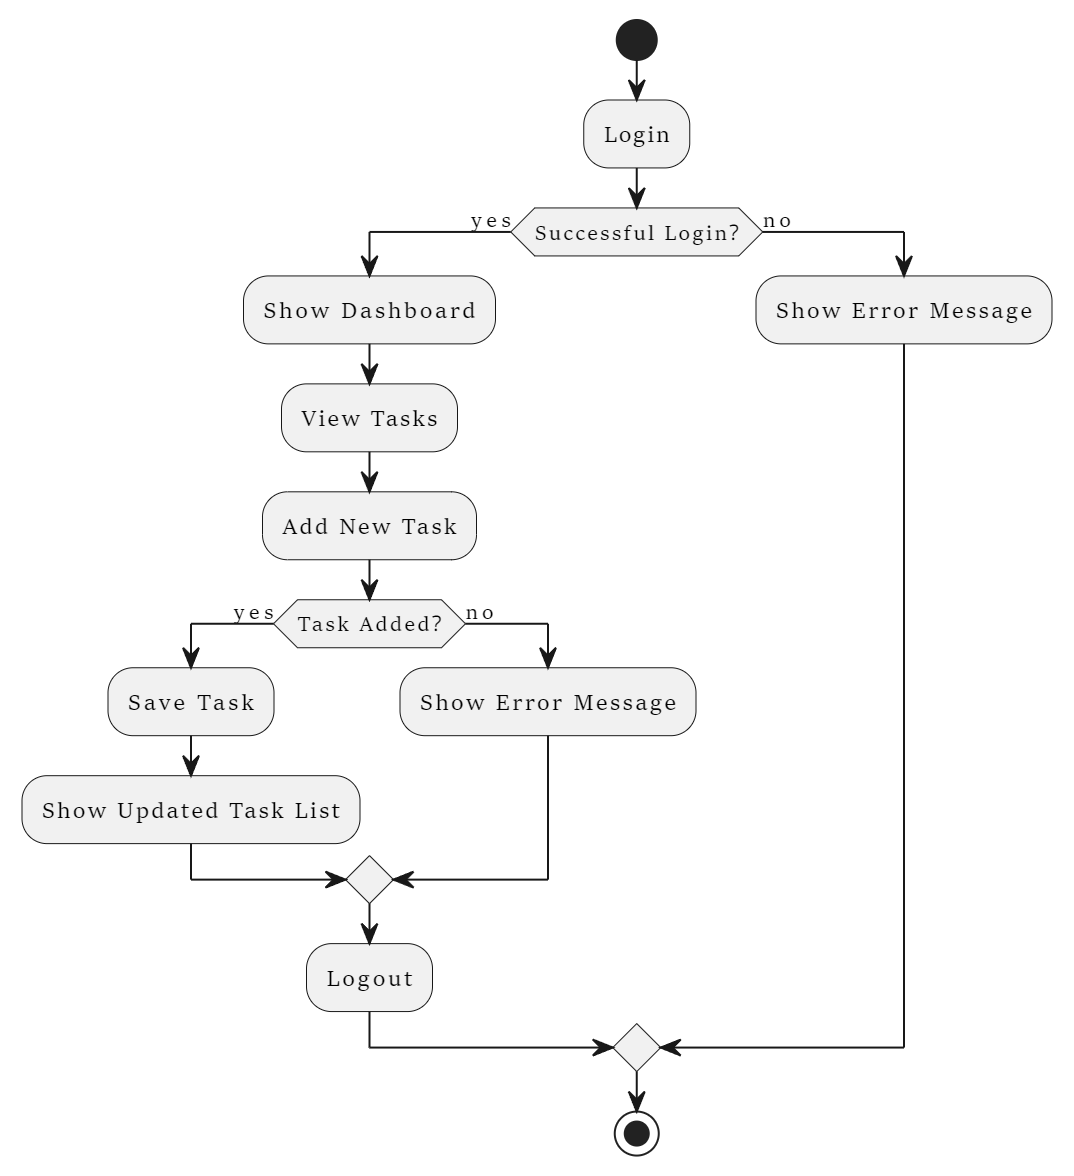 Login
yes
Successful Login?
no
Show Dashboard
Show Error Message
View Tasks
Add New Task
yes
Task Added?
no
Save Task
Show Error Message
Show Updated Task List
Logout